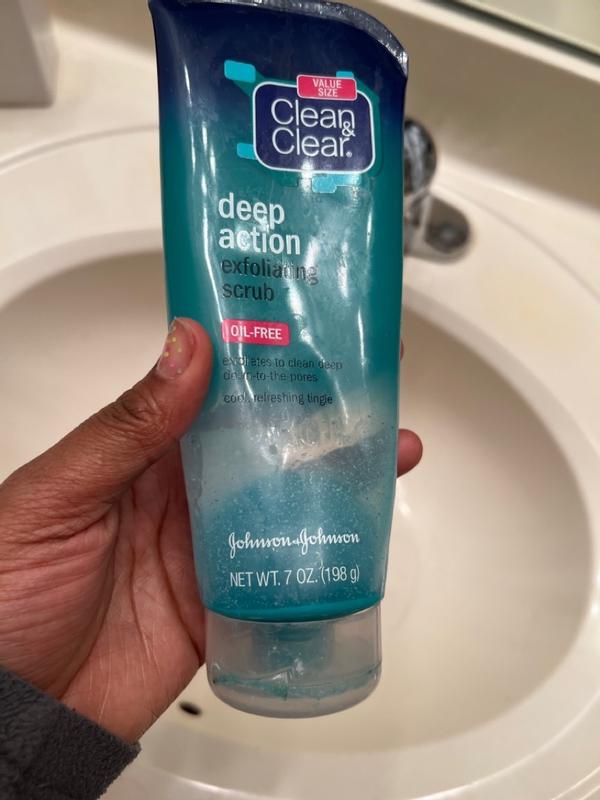 VALUE
SIZE
Clean
&
Clear®
deep
action
exfoliating
scrub
OIL-FREE
exfoliates to clean deep
down-to-the-pores
cool, refreshing tingle
Johnson & Johnson
NET WT. 7 OZ. (198 g)